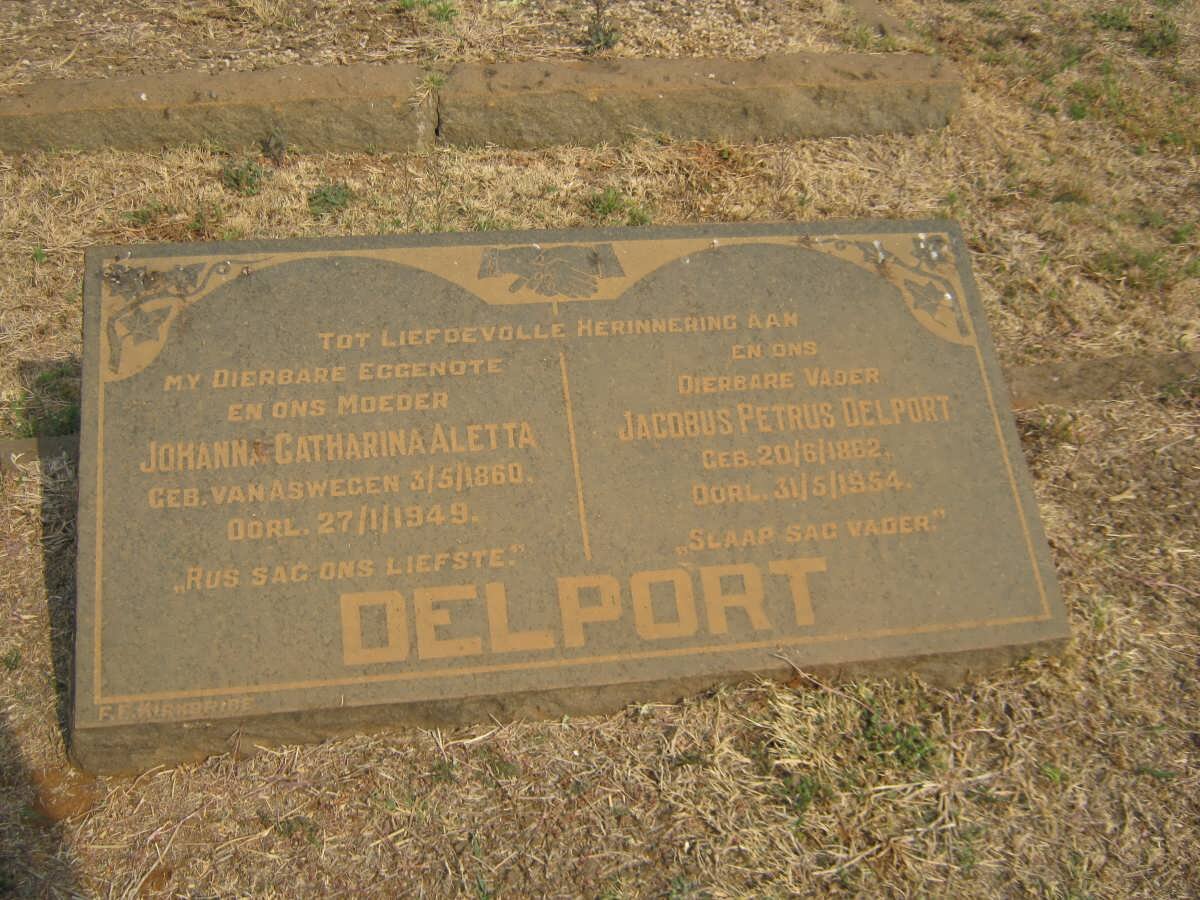 TOT LIEFDEVOLLE HERINNERING AAN
MY DIERBARE EGGENOTE
EN ONS MOEDER
JOHANNA CATHARINA ALETTA
GEB. VAN ASWEGEN 3/5/1860.
OORL. 27/1/1949.
„RUS SAG ONS LIEFSTE.”
EN ONS
DIERBARE VADER
JACOBUS PETRUS DELPORT
GEB. 20/6/1862.
OORL. 31/5/1954.
„SLAAP SAG VADER.”
DELPORT
KIRKBRIDE